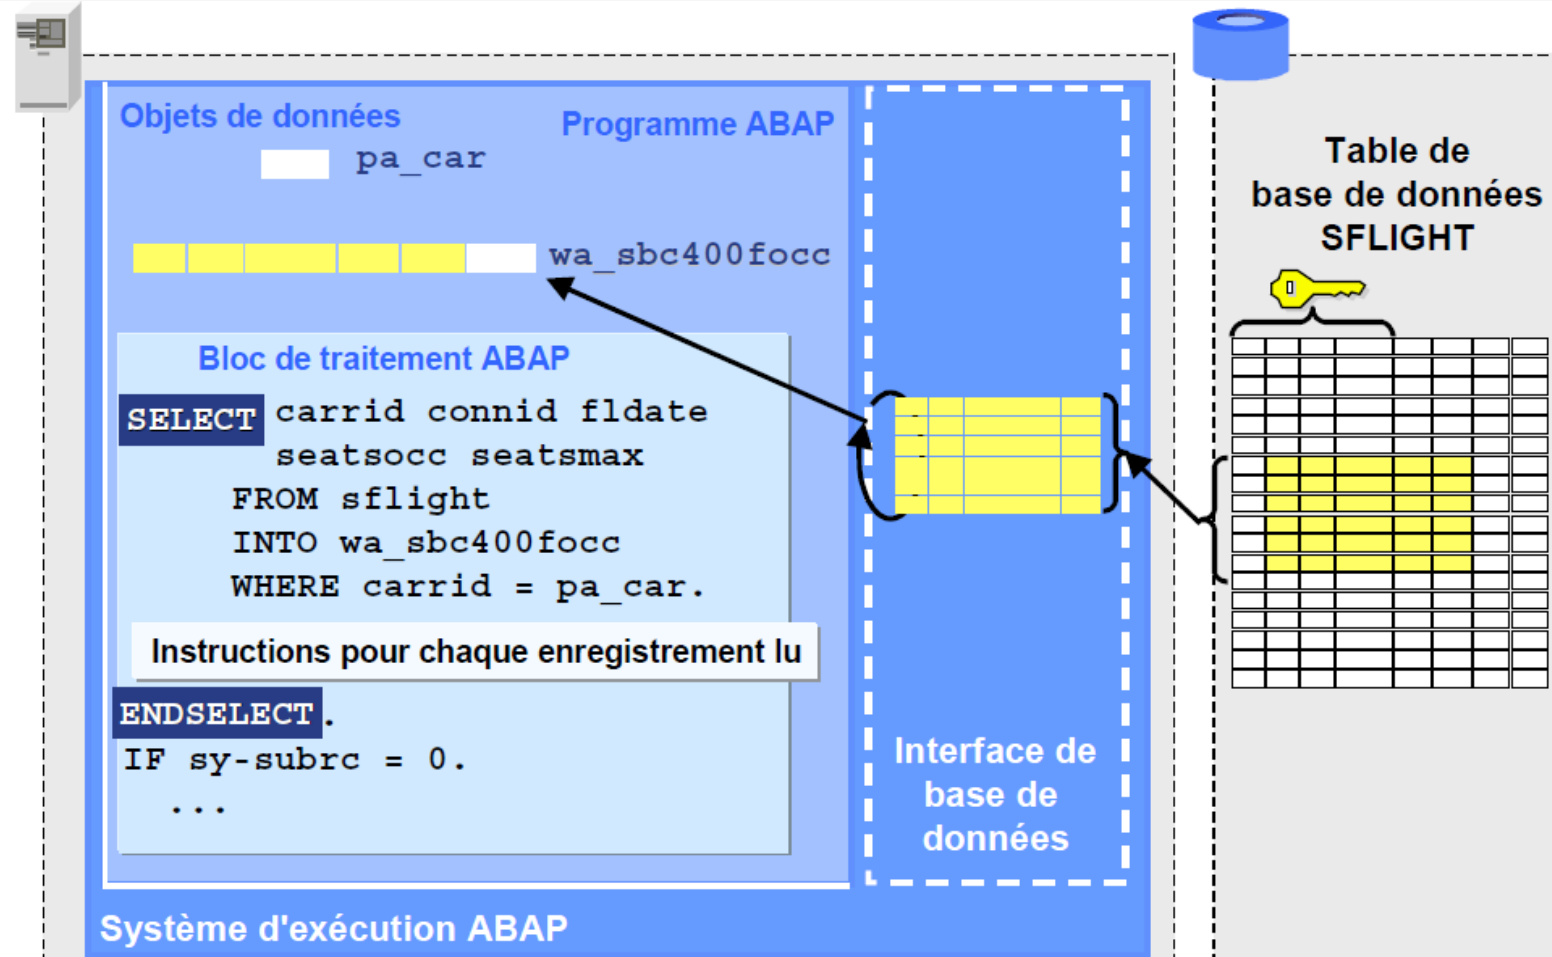 Objets de données
Programme ABAP
pa_car
wa_sbc400focc
Bloc de traitement ABAP
SELECT carrid connid fldate
seatsocc seatsmax
FROM sflight
INTO wa_sbc400focc
WHERE carrid = pa_car.
Instructions pour chaque enregistrement lu
ENDSELECT.
IF sy-subrc = 0.
...
Système d'exécution ABAP
Interface de
base de
données
Table de
base de données
SFLIGHT